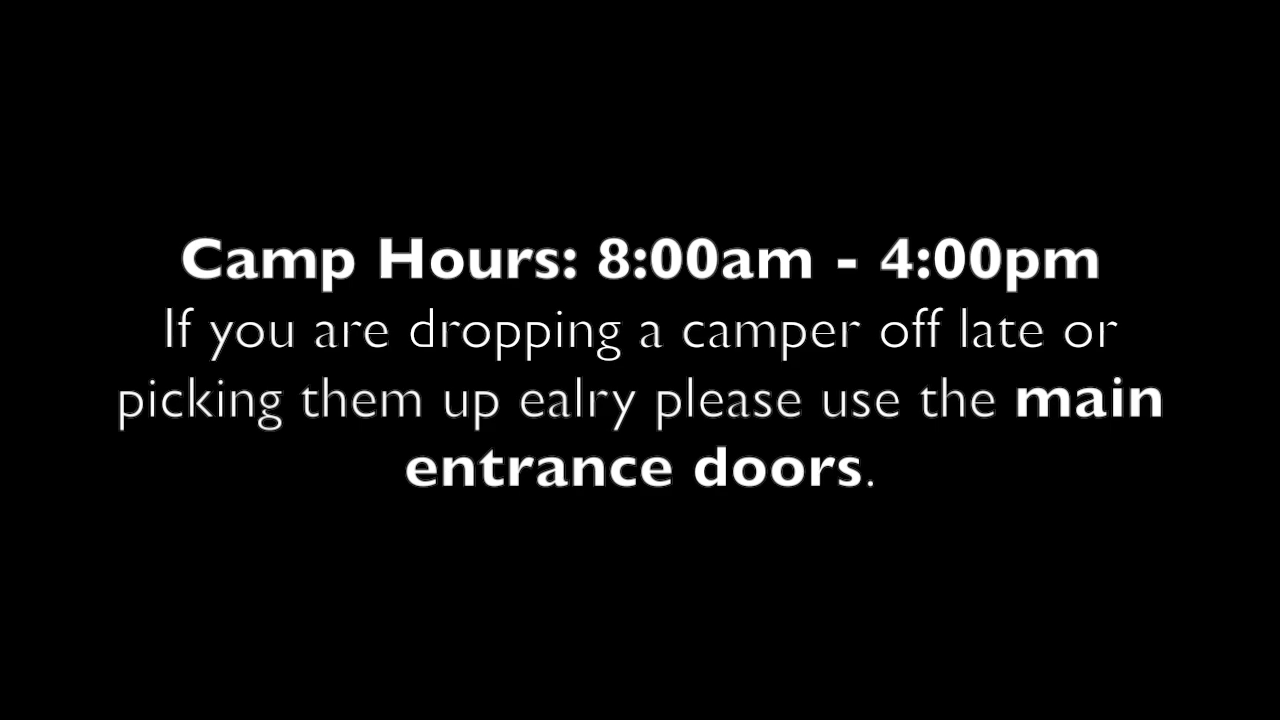 Camp Hours: 8:00am - 4:00pm
If you are dropping a camper off late or
picking them up ealry please use the main
entrance doors.